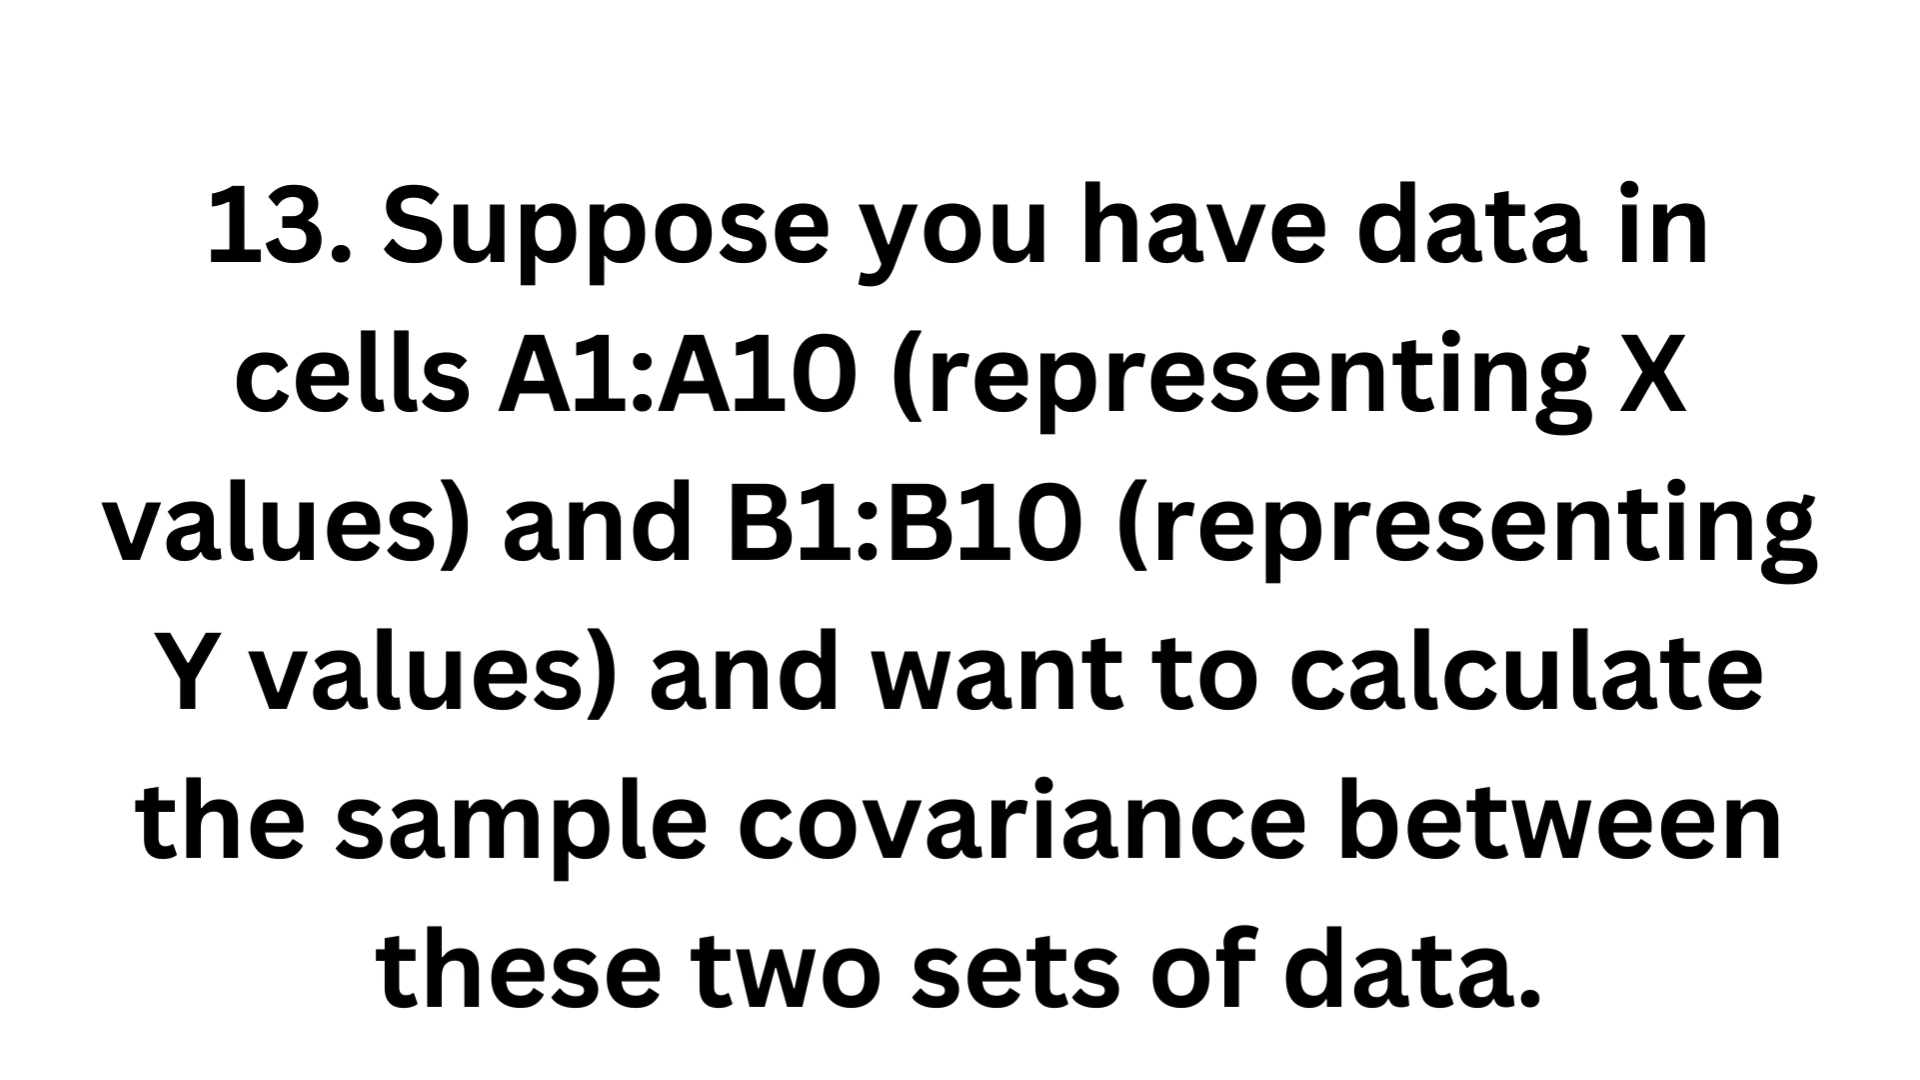 13. Suppose you have data in
cells A1:A10 (representing X
values) and B1:B10 (representing
Y values) and want to calculate
the sample covariance between
these two sets of data.